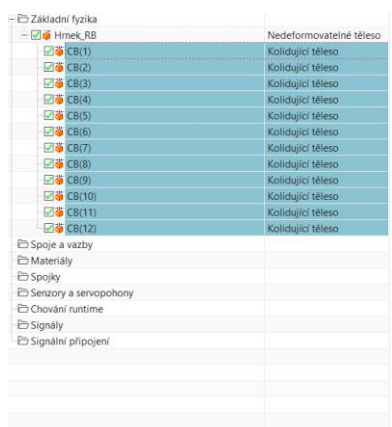 Základní fyzika
Hrnek_RB Nedeformovatelné těleso
CB(1) Kolidující těleso
CB(2) Kolidující těleso
CB(3) Kolidující těleso
CB(4) Kolidující těleso
CB(5) Kolidující těleso
CB(6) Kolidující těleso
CB(7) Kolidující těleso
CB(8) Kolidující těleso
CB(9) Kolidující těleso
CB(10) Kolidující těleso
CB(11) Kolidující těleso
CB(12) Kolidující těleso
Spoje a vazby
Materiály
Spojky
Senzory a servopohony
Chování runtime
Signály
Signální připojení